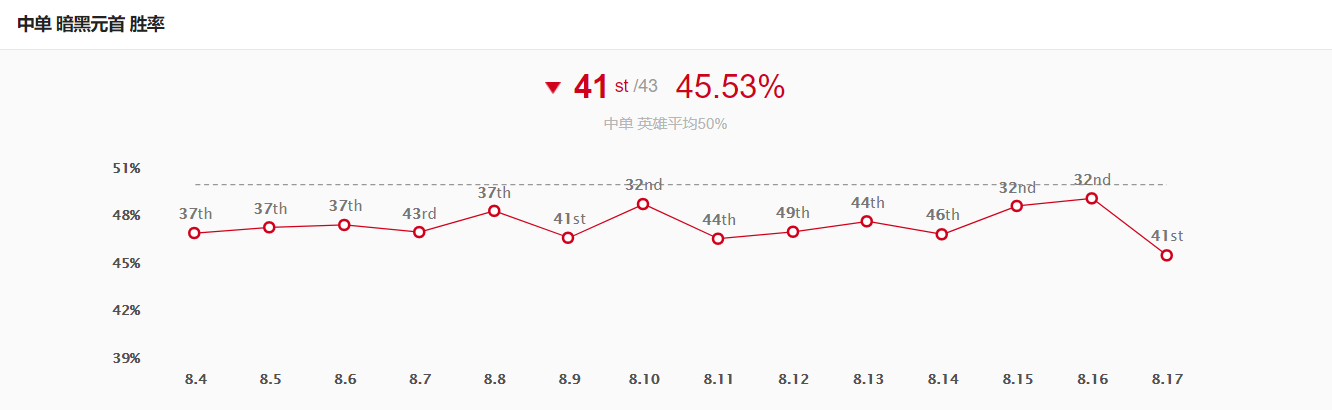 中单 暗黑元首 胜率
▼ 41 st /43 45.53%
中单 英雄平均50%
51%
48%
45%
42%
39%
37th 37th 37th 43rd 37th 41st 32nd 44th 49th 44th 46th 32nd 32nd 41st
8.4 8.5 8.6 8.7 8.8 8.9 8.10 8.11 8.12 8.13 8.14 8.15 8.16 8.17